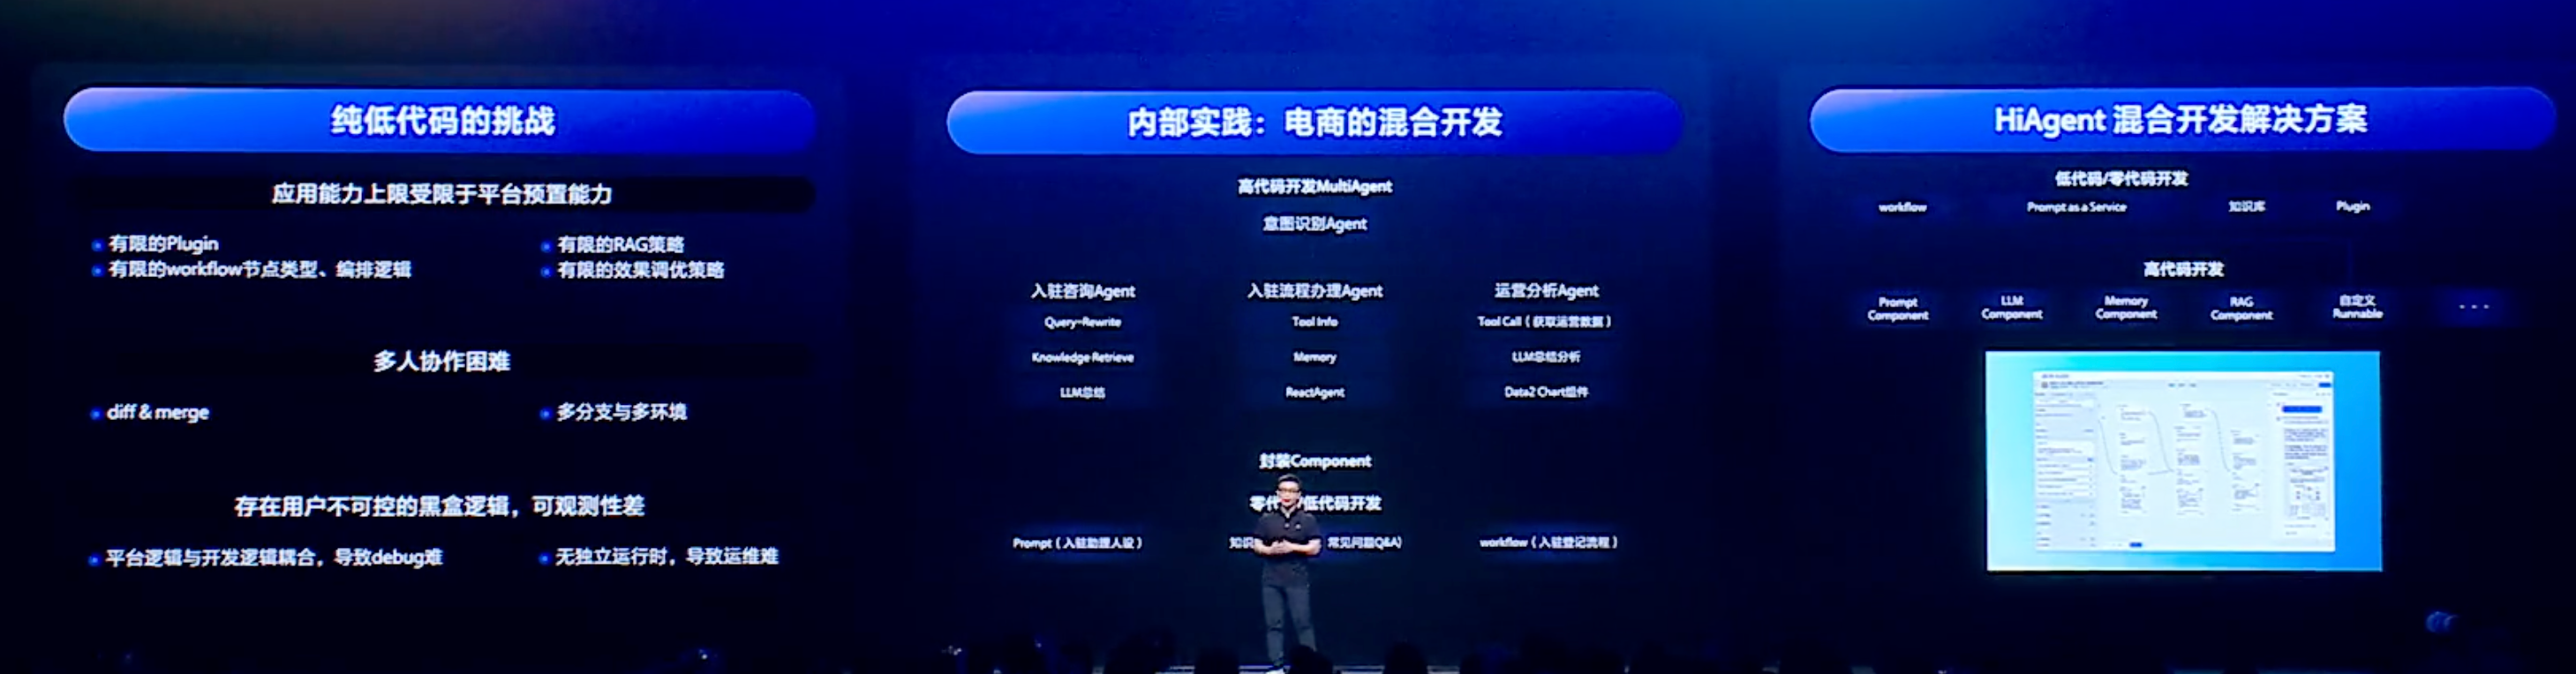 纯低代码的挑战
应用能力上限受限于平台预置能力
有限的Plugin
有限的RAG策略
有限的workflow节点类型、编排逻辑
有限的效果调优策略
多人协作困难
diff & merge
多分支与多环境
存在用户不可控的黑盒逻辑，可观测性差
平台逻辑与开发逻辑耦合，导致debug难
无独立运行时，导致运维难
内部实践：电商的混合开发
高代码开发MultiAgent
意图识别Agent
入驻咨询Agent
入驻流程办理Agent
运营分析Agent
Query-Rewrite
Tool Info
Tool Call（获取运营数据）
Knowledge Retrieve
Memory
LLM总结分析
LLM总结
ReactAgent
Data2 Chart组件
封装Component
零代 低代码开发
Prompt（入驻助理人设）
知识 常见问题Q&A）
workflow（入驻登记流程）
HiAgent 混合开发解决方案
低代码/零代码开发
workflow
Prompt as a Service
知识库
Plugin
高代码开发
Prompt
Component
LLM
Component
Memory
Component
RAG
Component
自定义
Runnable
...